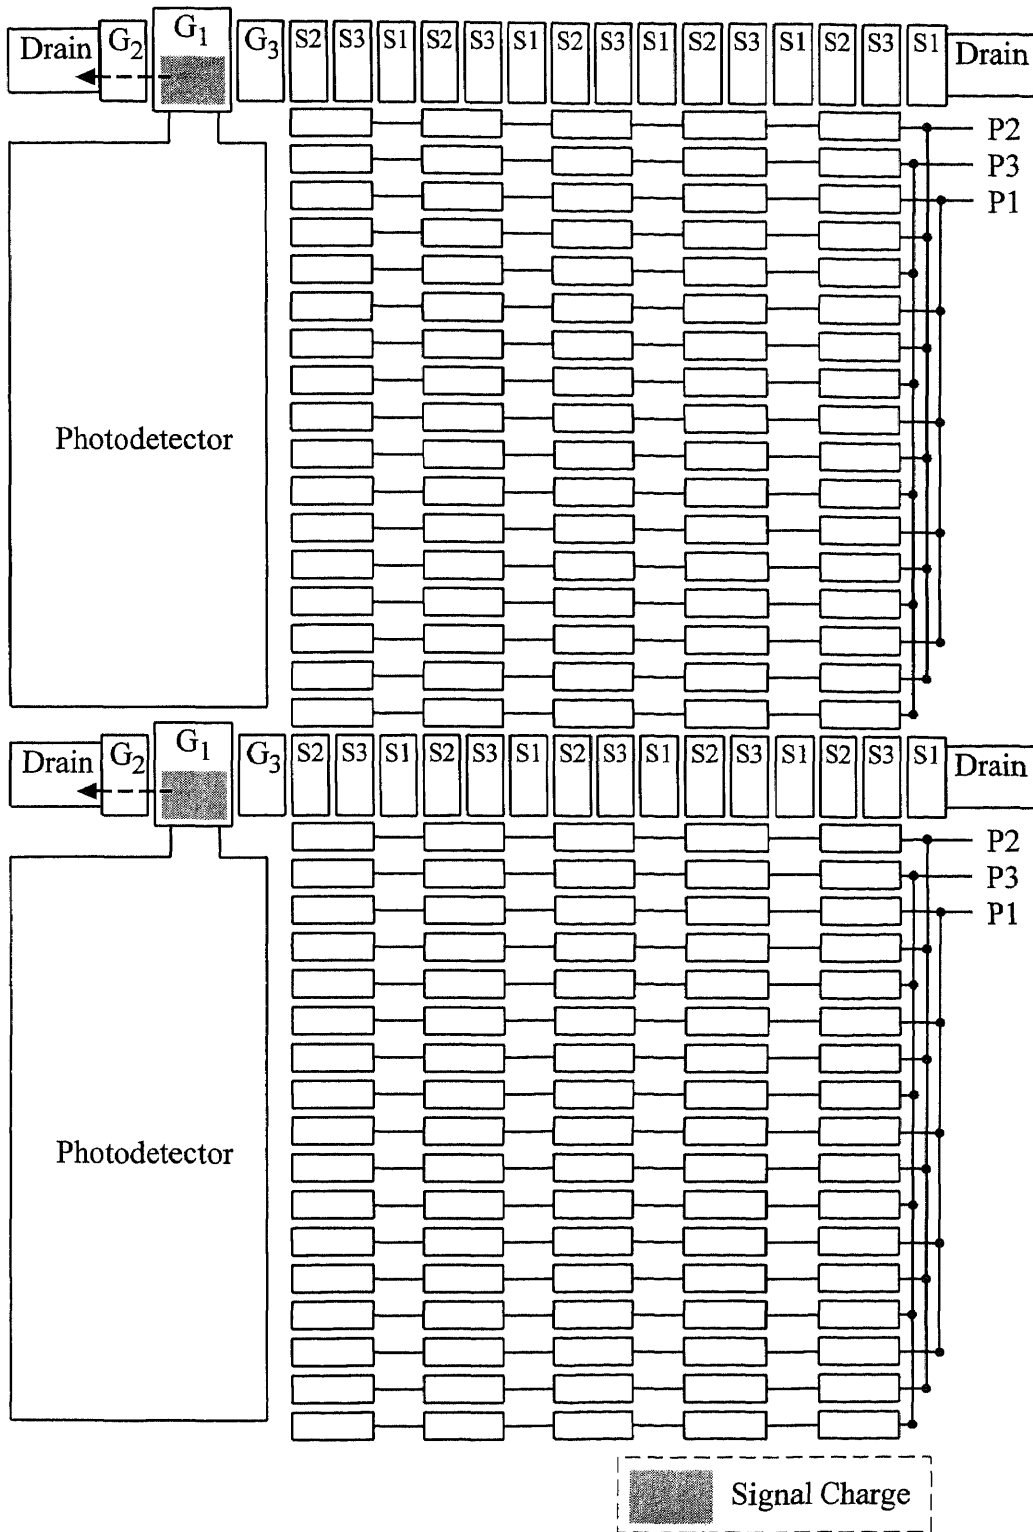 Drain G2 G1 G3 S2 S3 S1 S2 S3 S1 S2 S3 S1 S2 S3 S1 S2 S3 S1 Drain
P2
P3
P1
Photodetector
Drain G2 G1 G3 S2 S3 S1 S2 S3 S1 S2 S3 S1 S2 S3 S1 S2 S3 S1 Drain
P2
P3
P1
Photodetector
Signal Charge